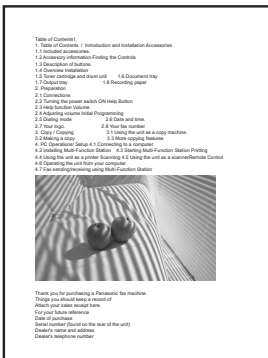 Table of Contents1.
1. Table of Contents / Introduction and Installation Accessories
1.1 Included accessories.
1.2 Accessory information.Finding the Controls
1.3 Description of buttons.
1.4 Overview Installation
1.5 Toner cartridge and drum unit 1.6 Document tray
1.7 Output tray 1.8 Recording paper
2. Preparation
2.1 Connections
2.2 Turning the power switch ON Help Button
2.3 Help function Volume
2.4 Adjusting volume Initial Programming
2.5 Dialing mode 2.6 Date and time.
2.7 Your logo. 2.8 Your fax number
3. Copy / Copying 3.1 Using the unit as a copy machine.
3.2 Making a copy 3.3 More copying features
4. PC Operations/ Setup 4.1 Connecting to a computer
4.2 Installing Multi-Function Station 4.3 Starting Multi-Function Station Printing
4.4 Using the unit as a printer Scanning 4.5 Using the unit as a scannerRemote Control
4.6 Operating the unit from your computer.
4.7 Fax sending/receiving using Multi-Function Station
Thank you for purchasing a Panasonic fax machine.
Things you should keep a record of
Attach your sales receipt here.
For your future reference
Date of purchase
Serial number (found on the rear of the unit)
Dealer's name and address
Dealer's telephone number